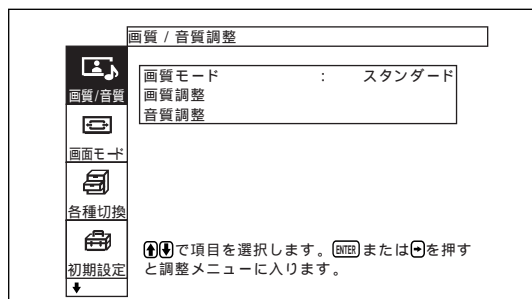 画質 / 音質調整
画質/音質
画面モード
各種切換
初期設定
画質モード : スタンダード
画質調整
音質調整
で項目を選択します。ENTERまたはを押す
と調整メニューに入ります。